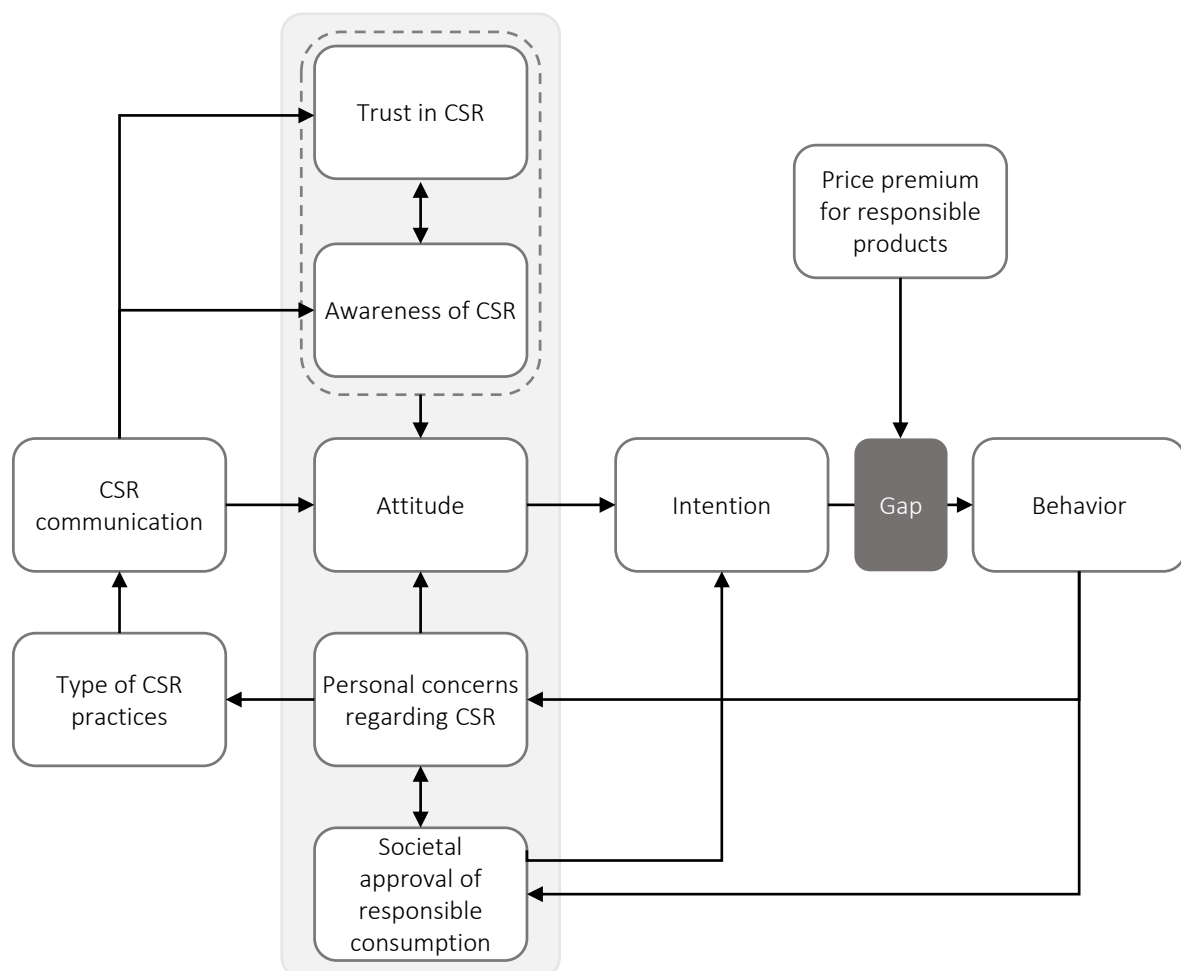 Trust in CSR
Price premium
for responsible
products
Awareness of CSR
CSR
communication
Attitude
Intention
Gap
Behavior
Type of CSR
practices
Personal concerns
regarding CSR
Societal
approval of
responsible
consumption